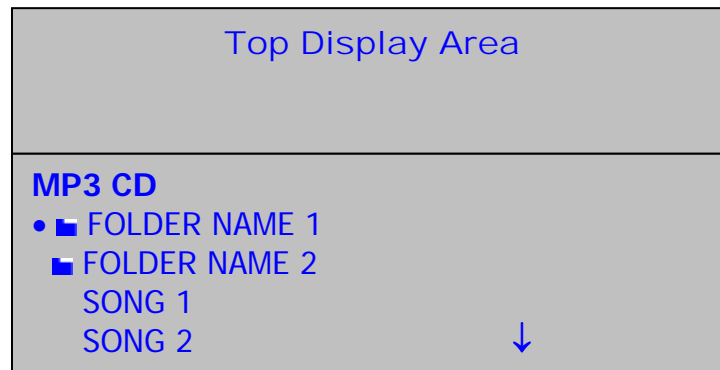 Top Display Area
MP3 CD
• FOLDER NAME 1
FOLDER NAME 2
SONG 1
SONG 2 ↓